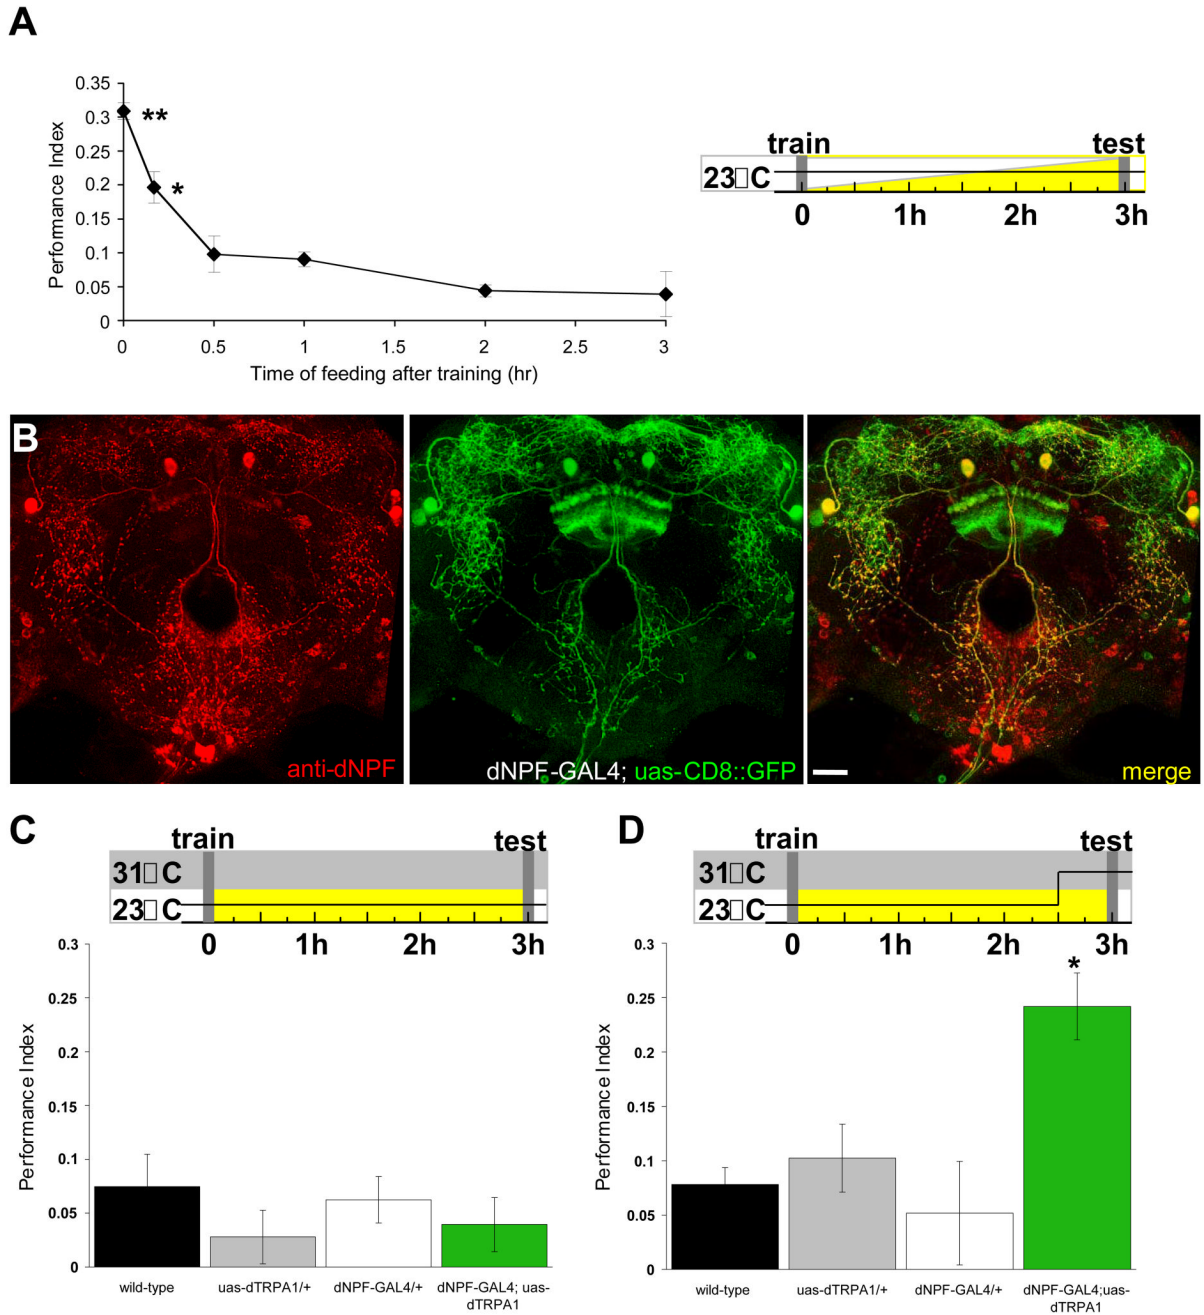 A
0.35
0.3
0.25
0.2
0.15
0.1
0.05
0
**
*
Performance Index
0 0.5 1 1.5 2 2.5 3
Time of feeding after training (hr)
train test
23□C
0 1h 2h 3h
B
anti-dNPF
dNPF-GAL4; uas-CD8::GFP
merge
C
train test
31□C
23□C
0 1h 2h 3h
0.3
0.25
0.2
0.15
0.1
0.05
0
Performance Index
wild-type uas-dTRPA1/+ dNPF-GAL4/+ dNPF-GAL4; uas-
dTRPA1
D
train test
31□C
23□C
0 1h 2h 3h
0.3
0.25
0.2
0.15
0.1
0.05
0
*
Performance Index
wild-type uas-dTRPA1/+ dNPF-GAL4/+ dNPF-GAL4;uas-
dTRPA1